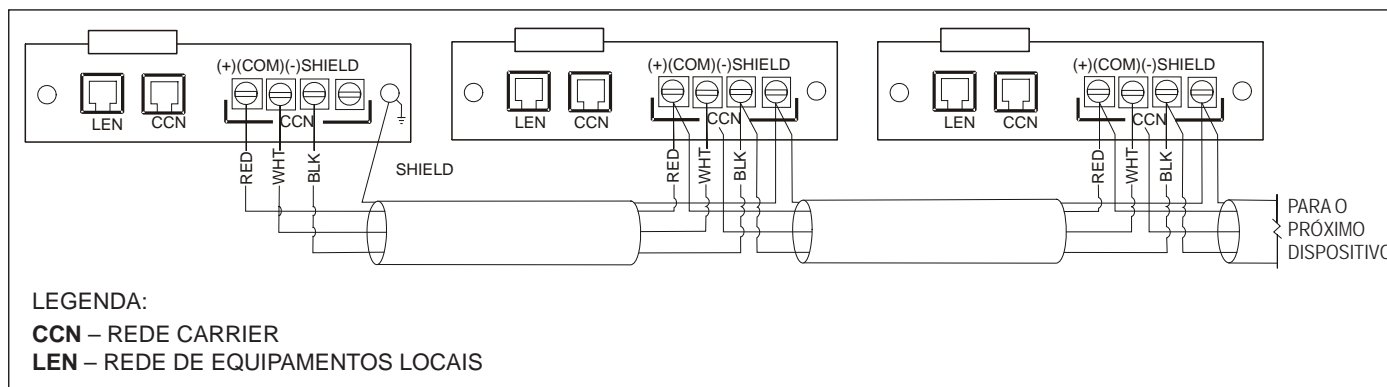 (+)(COM)(-)SHIELD
LEN
CCN
CCN
RED
WHT
BLK
SHIELD
(+)(COM)(-)SHIELD
LEN
CCN
CCN
RED
WHT
BLK
(+)(COM)(-)SHIELD
LEN
CCN
CCN
RED
WHT
BLK
PARA O
PRÓXIMO
DISPOSITIVO
LEGENDA:
CCN – REDE CARRIER
LEN – REDE DE EQUIPAMENTOS LOCAIS